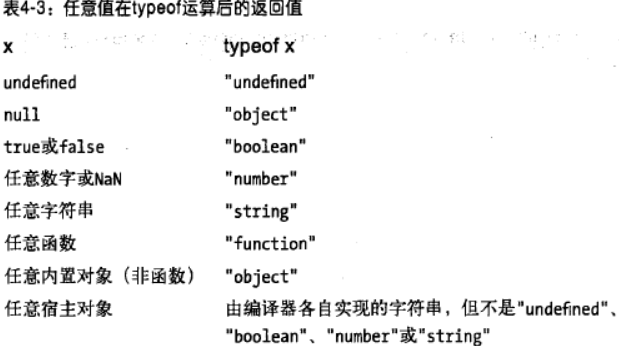 表4-3：任意值在typeof运算后的返回值
x typeof x
undefined "undefined"
null "object"
true或false "boolean"
任意数字或NaN "number"
任意字符串 "string"
任意函数 "function"
任意内置对象（非函数） "object"
任意宿主对象 由编译器各自实现的字符串，但不是"undefined"、
"boolean"、"number"或"string"